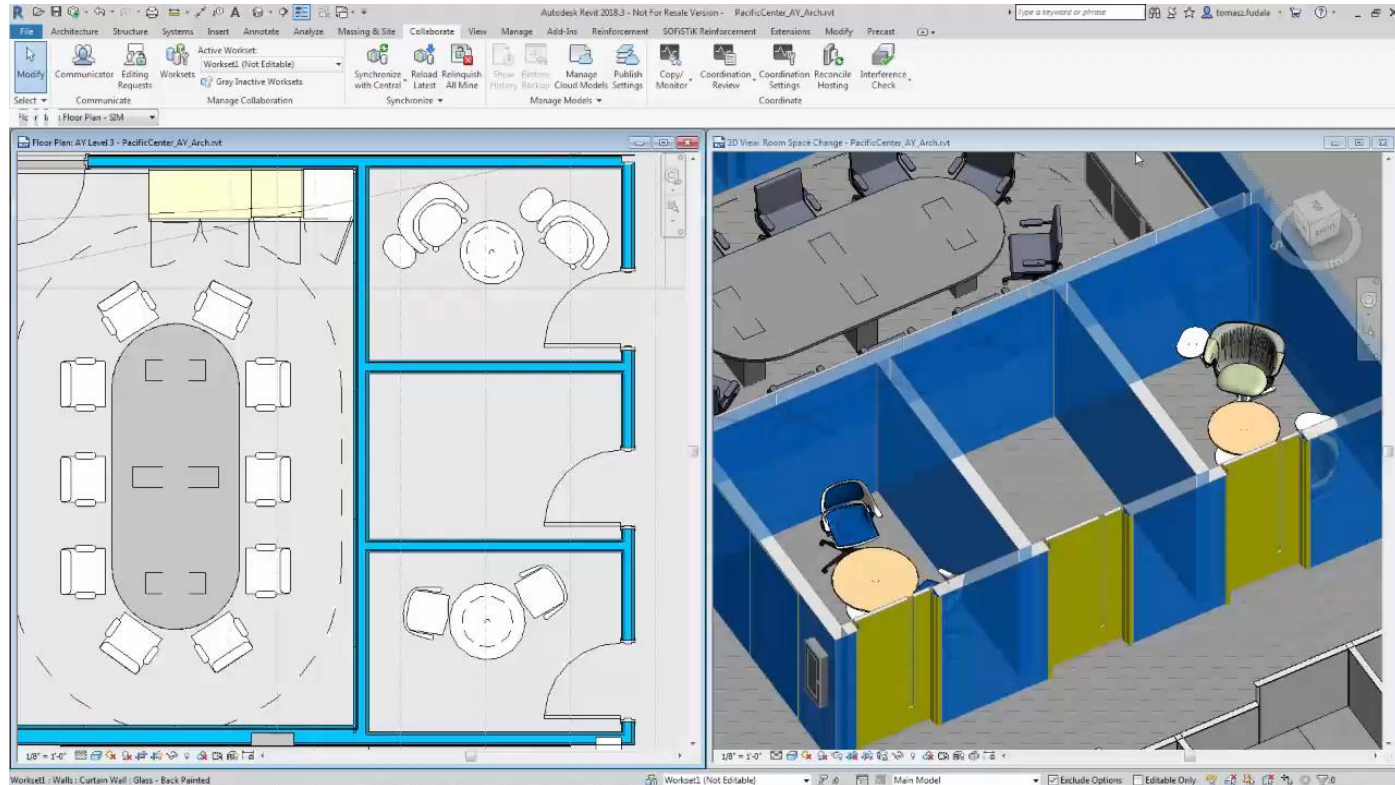 Autodesk Revit 2018.3 - Not For Resale Version - PacificCenter_AY_Arch.rvt
Type a keyword or phrase
tomasz.fudala
File Architecture Structure Systems Insert Annotate Analyze Massing & Site Collaborate View Manage Add-Ins Reinforcement SOFiSTiK Reinforcement Extensions Modify Precast
Modify
Select
Communicator
Editing Requests
Communicate
Worksets
Active Workset:
Workset1 (Not Editable)
Gray Inactive Worksets
Manage Collaboration
Synchronize with Central
Reload Latest
Relinquish All Mine
Synchronize
Show History
Restore Backup
Manage Cloud Models
Publish Settings
Manage Models
Copy/ Monitor
Coordination Review
Coordination Settings
Reconcile Hosting
Interference Check
Coordinate
Floor Plan - SIM
Floor Plan: AY Level 3 - PacificCenter_AY_Arch.rvt
3D View: Room Space Change - PacificCenter_AY_Arch.rvt
1/8" = 1'-0"
1/8" = 1'-0"
Workset1 : Walls : Curtain Wall : Glass - Back Painted
Workset1 (Not Editable)
:0
Main Model
Exclude Options
Editable Only
:0